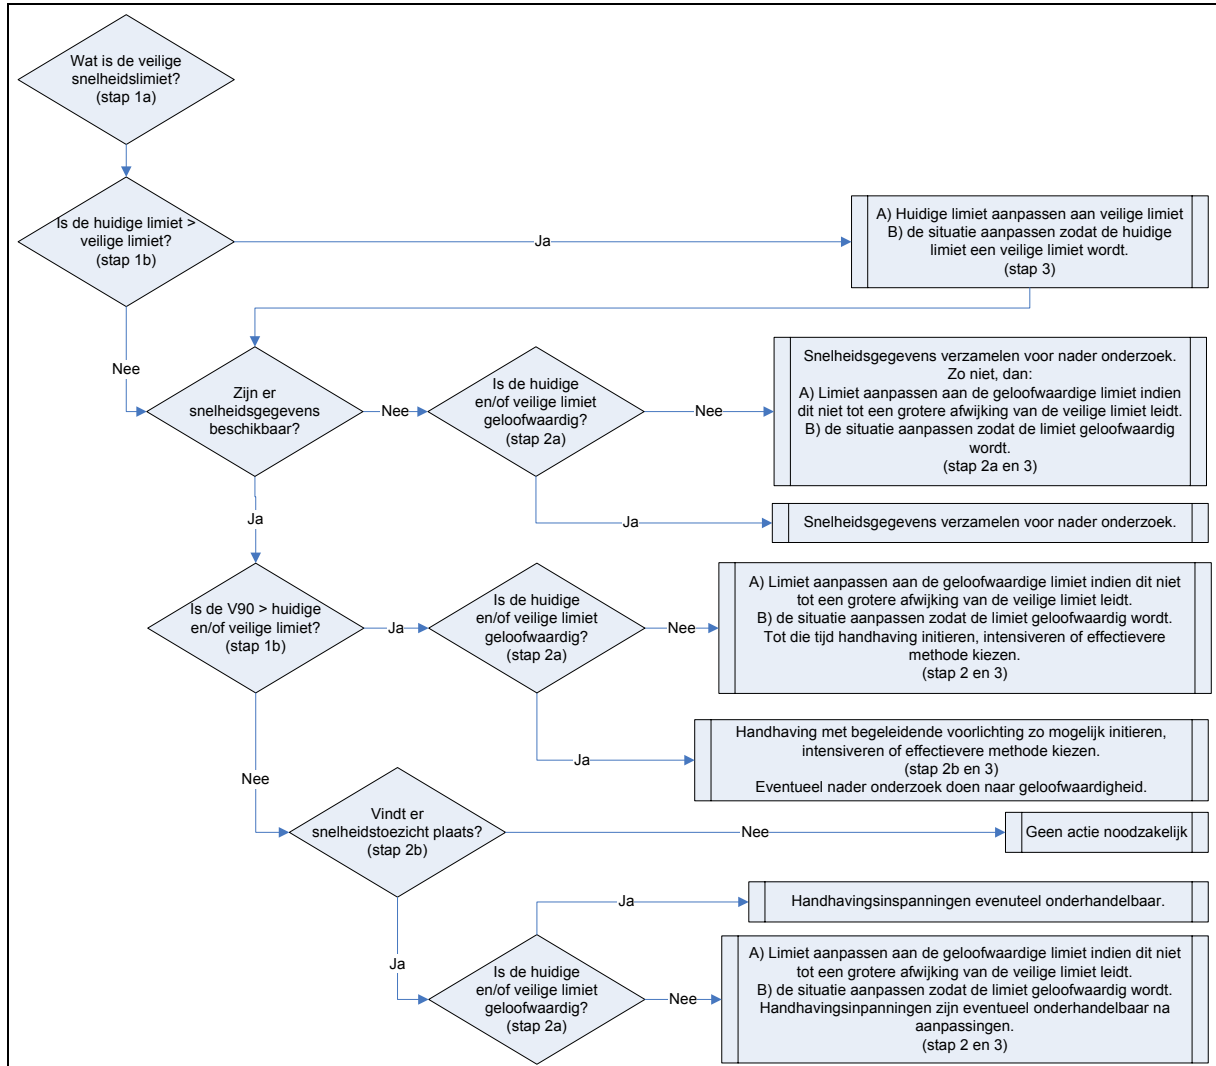 Wat is de veilige
snelheidslimiet?
(stap 1a)
Is de huidige limiet >
veilige limiet?
(stap 1b)
Ja
A) Huidige limiet aanpassen aan veilige limiet
B) de situatie aanpassen zodat de huidige
limiet een veilige limiet wordt.
(stap 3)
Nee
Zijn er
snelheidsgegevens
beschikbaar?
Nee
Is de huidige
en/of veilige limiet
geloofwaardig?
(stap 2a)
Nee
Snelheidsgegevens verzamelen voor nader onderzoek.
Zo niet, dan:
A) Limiet aanpassen aan de geloofwaardige limiet indien
dit niet tot een grotere afwijking van de veilige limiet leidt.
B) de situatie aanpassen zodat de limiet geloofwaardig
wordt.
(stap 2a en 3)
Ja
Snelheidsgegevens verzamelen voor nader onderzoek.
Ja
Is de V90 > huidige
en/of veilige limiet?
(stap 1b)
Ja
Is de huidige
en/of veilige limiet
geloofwaardig?
(stap 2a)
Nee
A) Limiet aanpassen aan de geloofwaardige limiet indien dit niet
tot een grotere afwijking van de veilige limiet leidt.
B) de situatie aanpassen zodat de limiet geloofwaardig wordt.
Tot die tijd handhaving initieren, intensiveren of effectievere
methode kiezen.
(stap 2 en 3)
Ja
Handhaving met begeleidende voorlichting zo mogelijk initieren,
intensiveren of effectievere methode kiezen.
(stap 2b en 3)
Eventueel nader onderzoek doen naar geloofwaardigheid.
Nee
Vindt er
snelheidstoezicht plaats?
(stap 2b)
Nee
Geen actie noodzakelijk
Ja
Is de huidige
en/of veilige limiet
geloofwaardig?
(stap 2a)
Ja
Handhavingsinspanningen evenuteel onderhandelbaar.
Nee
A) Limiet aanpassen aan de geloofwaardige limiet indien dit niet
tot een grotere afwijking van de veilige limiet leidt.
B) de situatie aanpassen zodat de limiet geloofwaardig wordt.
Handhavingsinpanningen zijn eventueel onderhandelbaar na
aanpassingen.
(stap 2 en 3)